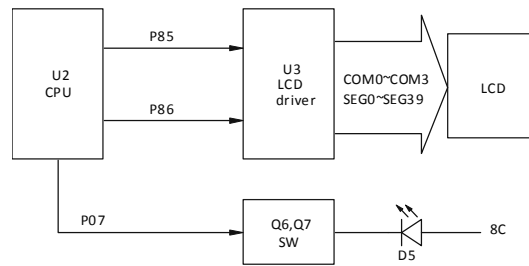 P85
U2
CPU
U3
LCD
driver
COM0~COM3
SEG0~SEG39
LCD
P86
P07
Q6,Q7
SW
D5
8C